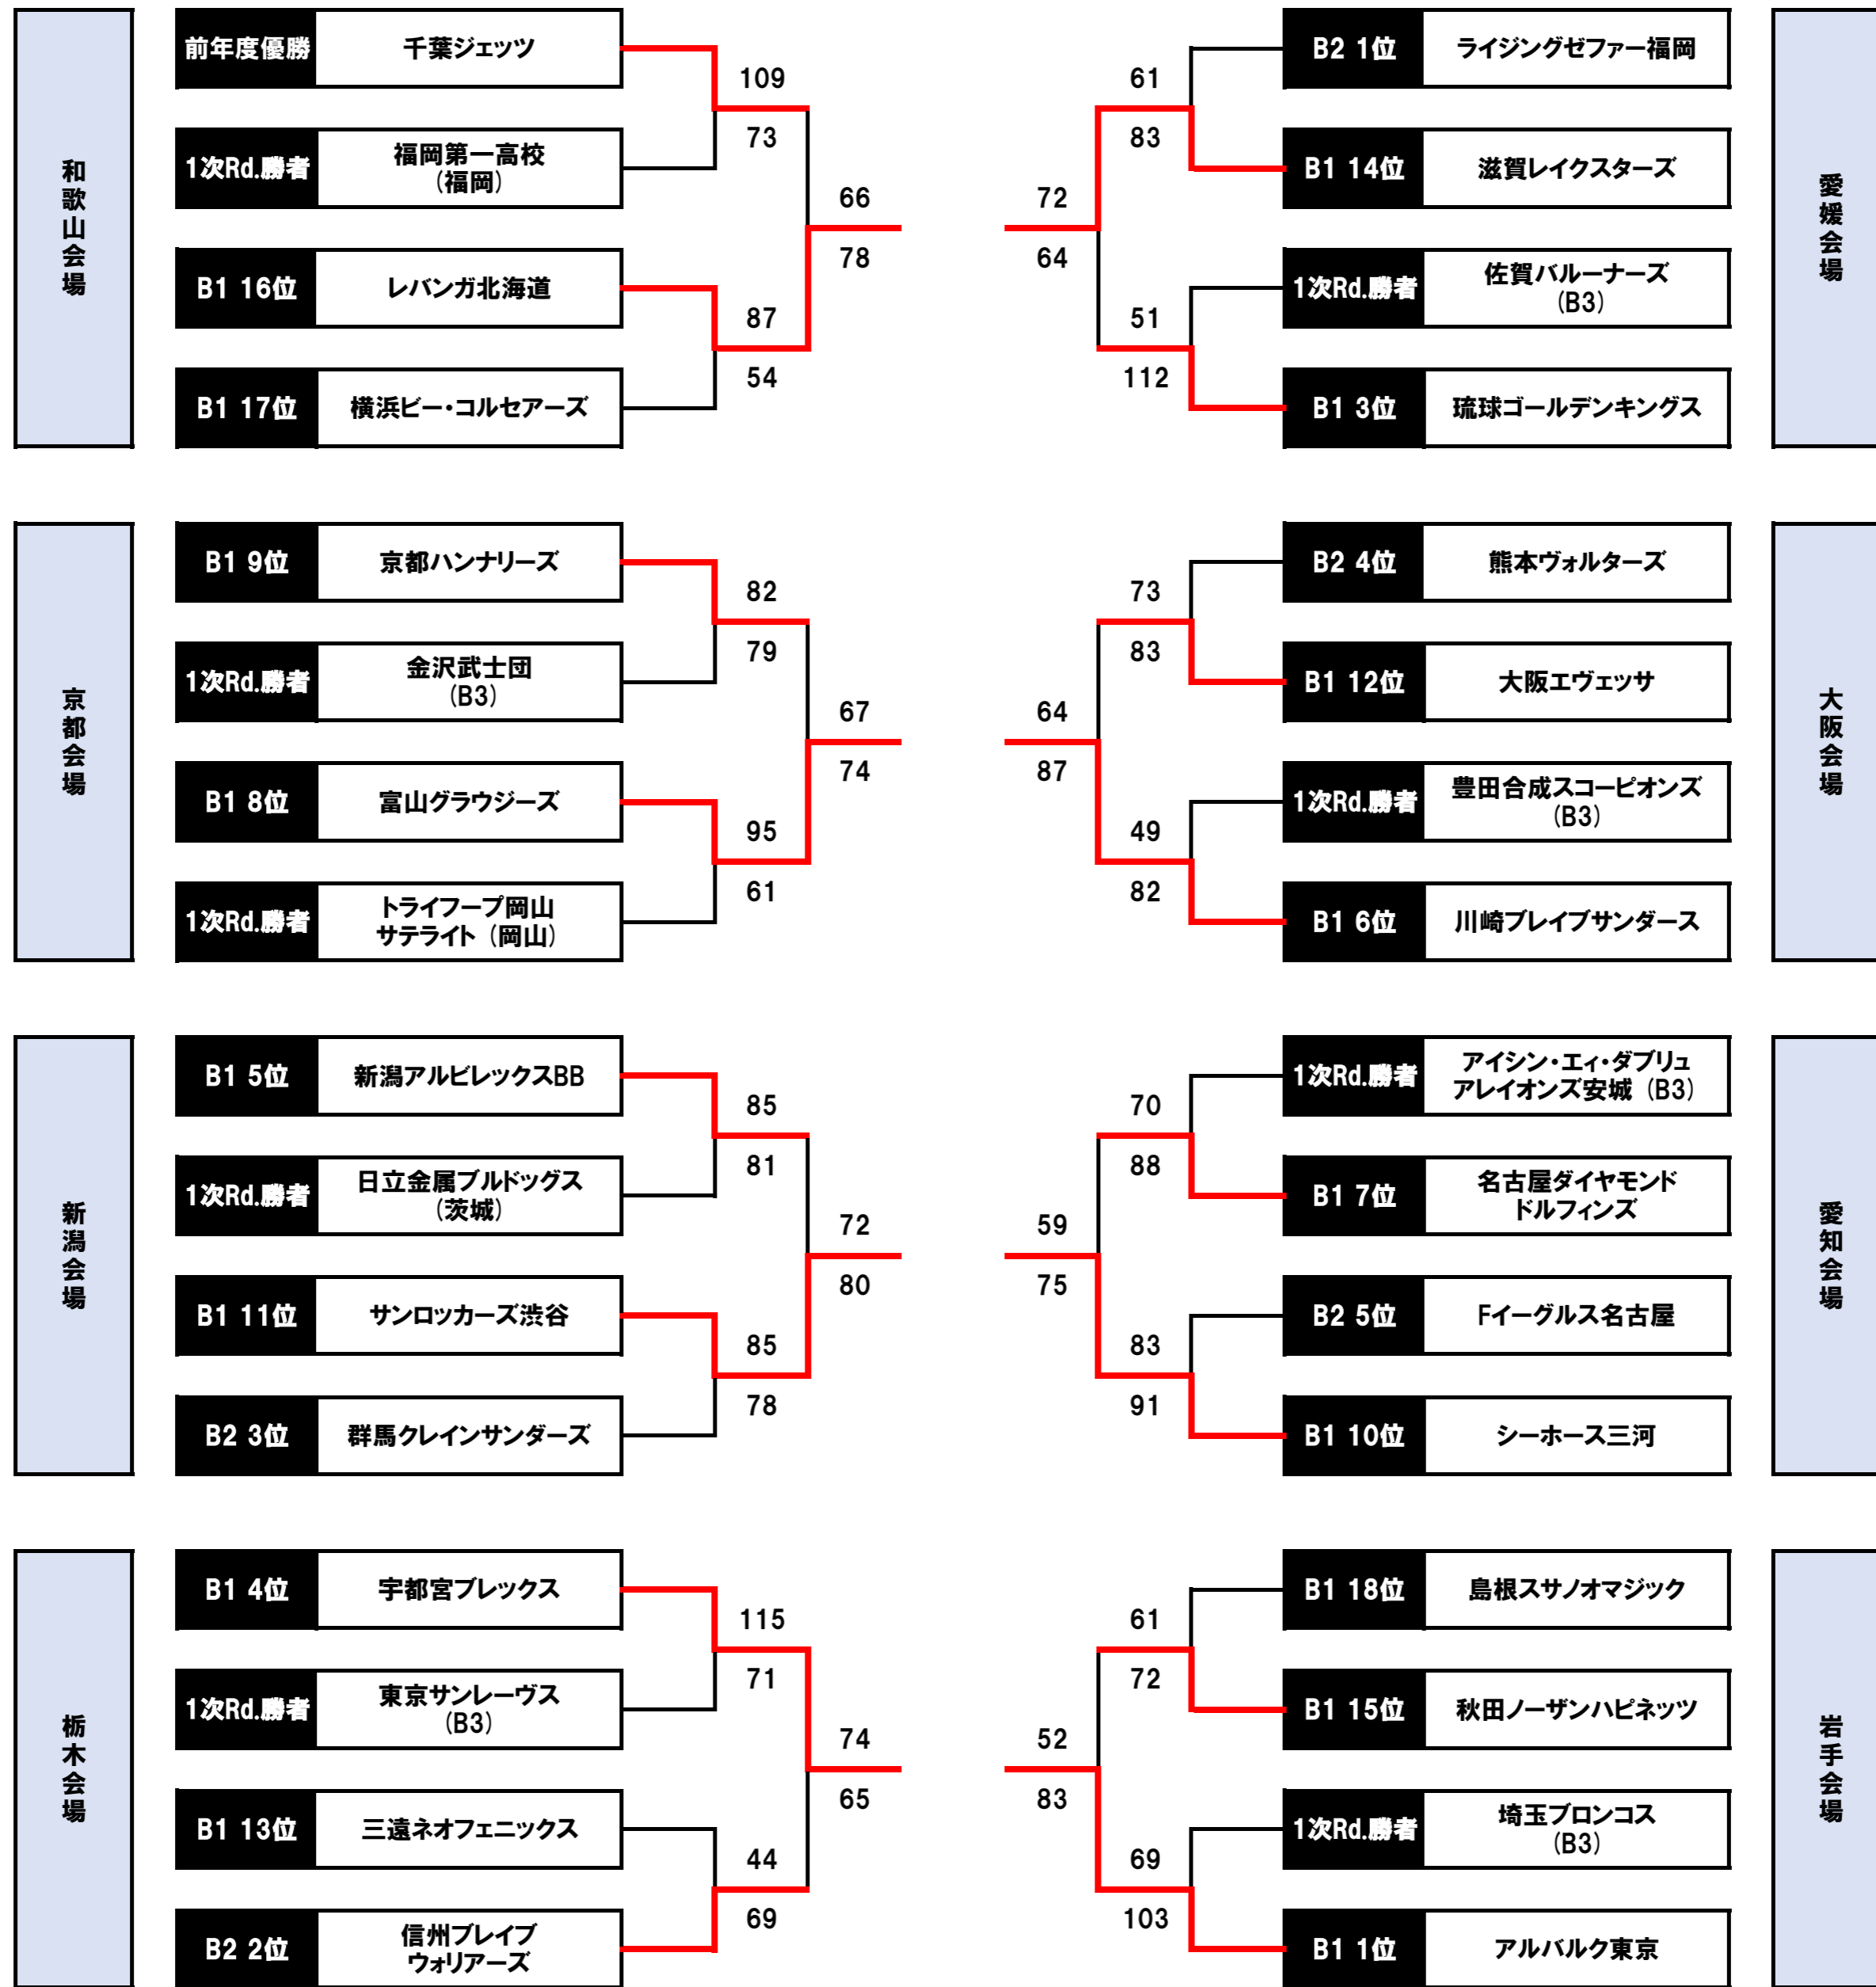 和歌山会場
前年度優勝 千葉ジェッツ
109
73
1次Rd.勝者 福岡第一高校
(福岡)
66
78
B1 16位 レバンガ北海道
87
54
B1 17位 横浜ビー・コルセアーズ
B2 1位 ライジングゼファー福岡
61
83
B1 14位 滋賀レイクスターズ
72
64
1次Rd.勝者 佐賀バルーナーズ
(B3)
51
112
B1 3位 琉球ゴールデンキングス
愛媛会場
京都会場
B1 9位 京都ハンナリーズ
82
79
1次Rd.勝者 金沢武士団
(B3)
67
74
B1 8位 富山グラウジーズ
95
61
1次Rd.勝者 トライフープ岡山
サテライト (岡山)
B2 4位 熊本ヴォルターズ
73
83
B1 12位 大阪エヴェッサ
64
87
1次Rd.勝者 豊田合成スコーピオンズ
(B3)
49
82
B1 6位 川崎ブレイブサンダース
大阪会場
新潟会場
B1 5位 新潟アルビレックスBB
85
81
1次Rd.勝者 日立金属ブルドッグス
(茨城)
72
80
B1 11位 サンロッカーズ渋谷
85
78
B2 3位 群馬クレインサンダーズ
1次Rd.勝者 アイシン・エィ・ダブリュ
アレイオンズ安城 (B3)
70
88
B1 7位 名古屋ダイヤモンド
ドルフィンズ
59
75
B2 5位 Fイーグルス名古屋
83
91
B1 10位 シーホース三河
愛知会場
栃木会場
B1 4位 宇都宮ブレックス
115
71
1次Rd.勝者 東京サンレーヴス
(B3)
74
65
B1 13位 三遠ネオフェニックス
44
69
B2 2位 信州ブレイブ
ウォリアーズ
B1 18位 島根スサノオマジック
61
72
B1 15位 秋田ノーザンハピネッツ
52
83
1次Rd.勝者 埼玉ブロンコス
(B3)
69
103
B1 1位 アルバルク東京
岩手会場